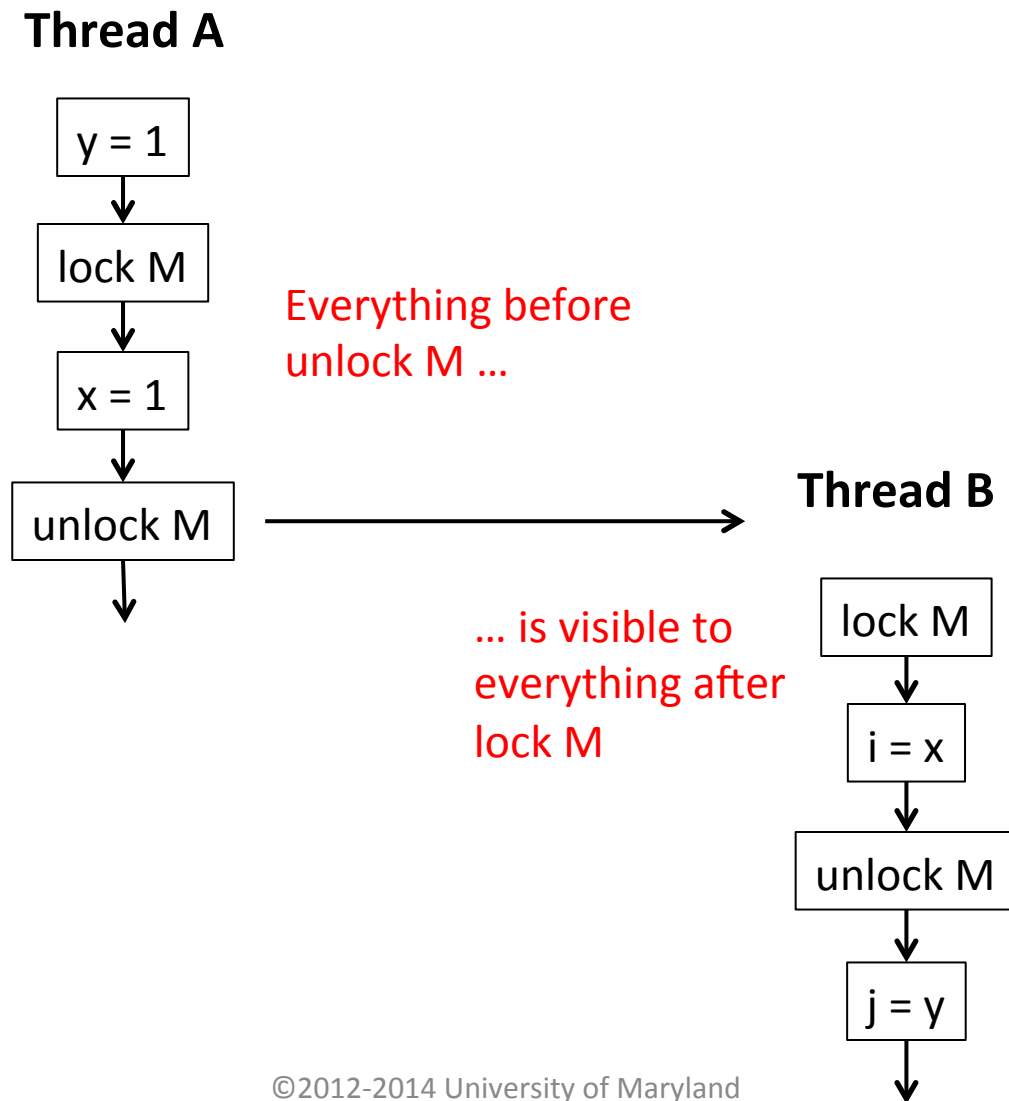 Thread A
y = 1
lock M
Everything before
unlock M ...
x = 1
unlock M
Thread B
... is visible to
everything after
lock M
lock M
i = x
unlock M
j = y
©2012-2014 University of Maryland